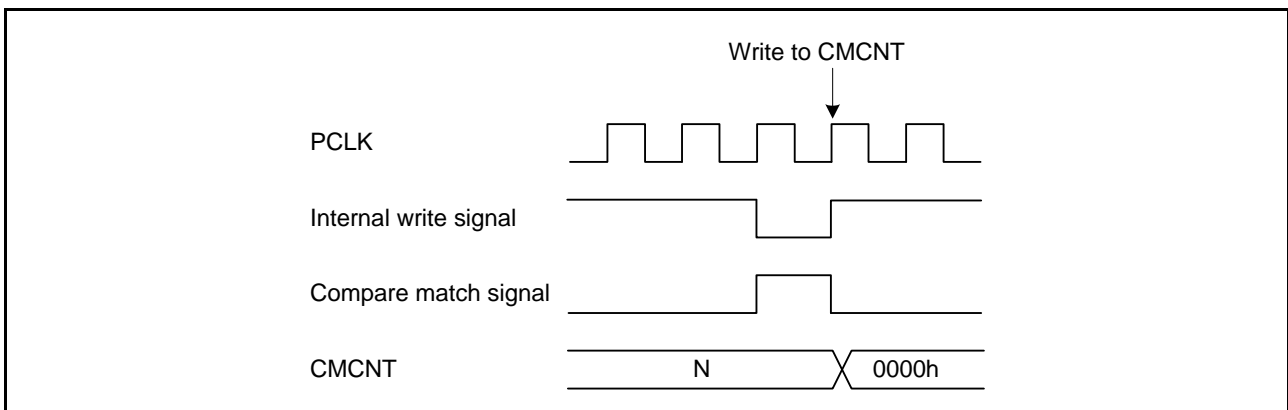 Write to CMCNT
PCLK
Internal write signal
Compare match signal
CMCNT N 0000h